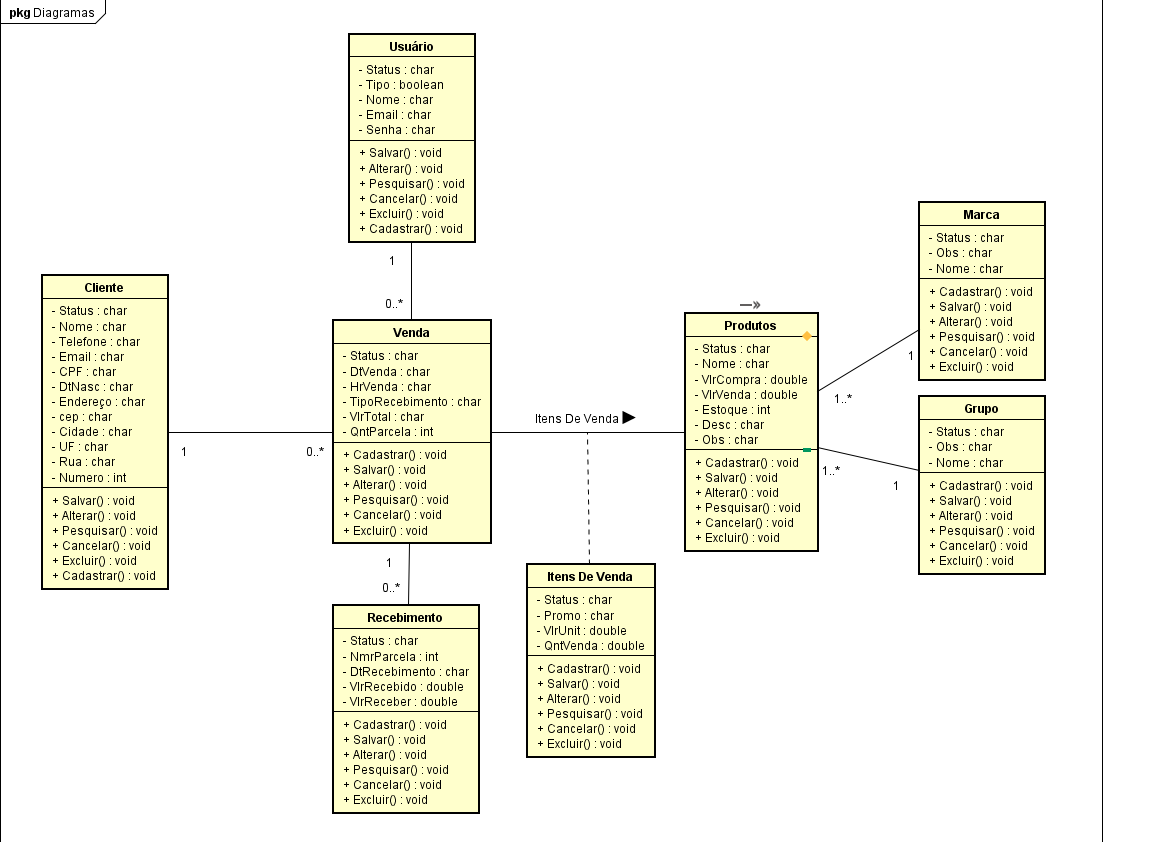 pkg Diagramas
Usuário
- Status : char
- Tipo : boolean
- Nome : char
- Email : char
- Senha : char
+ Salvar() : void
+ Alterar() : void
+ Pesquisar() : void
+ Cancelar() : void
+ Excluir() : void
+ Cadastrar() : void
1
0..*
Cliente
- Status : char
- Nome : char
- Telefone : char
- Email : char
- CPF : char
- DtNasc : char
- Endereço : char
- cep : char
- Cidade : char
- UF : char
- Rua : char
- Numero : int
+ Salvar() : void
+ Alterar() : void
+ Pesquisar() : void
+ Cancelar() : void
+ Excluir() : void
+ Cadastrar() : void
1
0..*
Venda
- Status : char
- DtVenda : char
- HrVenda : char
- TipoRecebimento : char
- VlrTotal : char
- QntParcela : int
+ Cadastrar() : void
+ Salvar() : void
+ Alterar() : void
+ Pesquisar() : void
+ Cancelar() : void
+ Excluir() : void
1
0..*
Recebimento
- Status : char
- NmrParcela : int
- DtRecebimento : char
- VlrRecebido : double
- VlrReceber : double
+ Cadastrar() : void
+ Salvar() : void
+ Alterar() : void
+ Pesquisar() : void
+ Cancelar() : void
+ Excluir() : void
Itens De Venda
Itens De Venda
- Status : char
- Promo : char
- VlrUnit : double
- QntVenda : double
+ Cadastrar() : void
+ Salvar() : void
+ Alterar() : void
+ Pesquisar() : void
+ Cancelar() : void
+ Excluir() : void
Produtos
- Status : char
- Nome : char
- VlrCompra : double
- VlrVenda : double
- Estoque : int
- Desc : char
- Obs : char
+ Cadastrar() : void
+ Salvar() : void
+ Alterar() : void
+ Pesquisar() : void
+ Cancelar() : void
+ Excluir() : void
1..*
1
Marca
- Status : char
- Obs : char
- Nome : char
+ Cadastrar() : void
+ Salvar() : void
+ Alterar() : void
+ Pesquisar() : void
+ Cancelar() : void
+ Excluir() : void
1..*
1
Grupo
- Status : char
- Obs : char
- Nome : char
+ Cadastrar() : void
+ Salvar() : void
+ Alterar() : void
+ Pesquisar() : void
+ Cancelar() : void
+ Excluir() : void